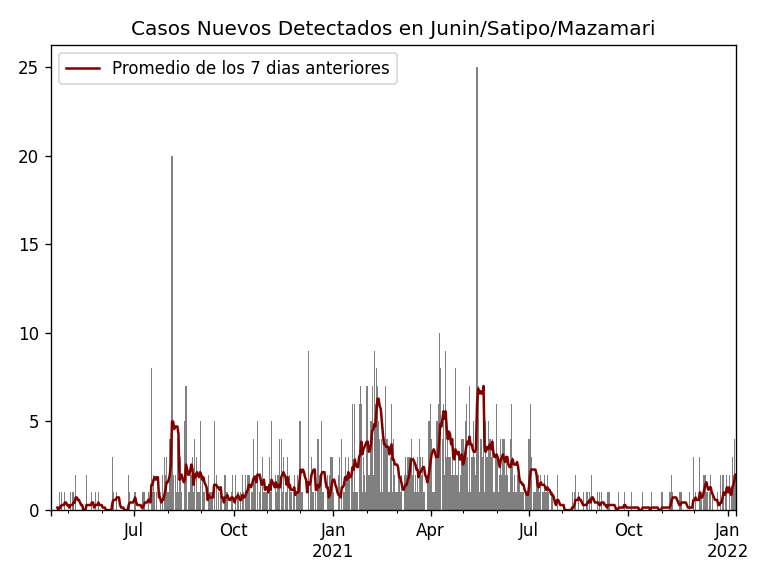 Casos Nuevos Detectados en Junin/Satipo/Mazamari
Promedio de los 7 dias anteriores
25
20
15
10
5
0
Jul Oct Jan Apr Jul Oct Jan
2021 2022